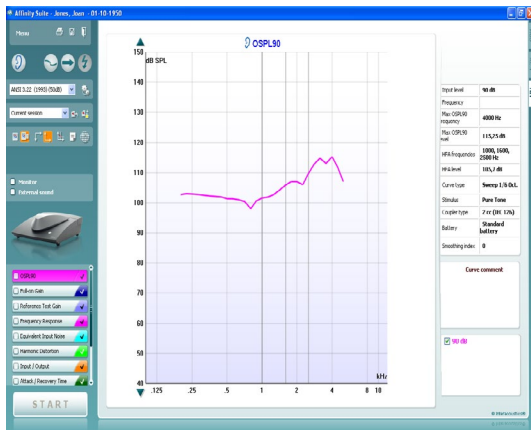 Affinity Suite - Jones, Joan - 01-10-1950
Menu
ANSI 3.22 (1993) (50dB)
Current session
Monitor
External sound
OSPL90
Full-on Gain
Reference Test Gain
Frequency Response
Equivalent Input Noise
Harmonic Distortion
Input / Output
Attack / Recovery Time
START
OSPL90
dB SPL
150
140
130
120
110
100
90
80
70
60
50
40
.125 .25 .5 1 2 4 8 10
kHz
Input level 90 dB
Frequency
Max OSPL90 frequency 4000 Hz
Max OSPL90 level 115,25 dB
HFA frequencies 1000, 1600, 2500 Hz
HFA level 105,7 dB
Curve type Sweep 1/6 Oct.
Stimulus Pure Tone
Coupler type 2 cc (IEC 126)
Battery Standard battery
Smoothing index 0
Curve comment
90 dB